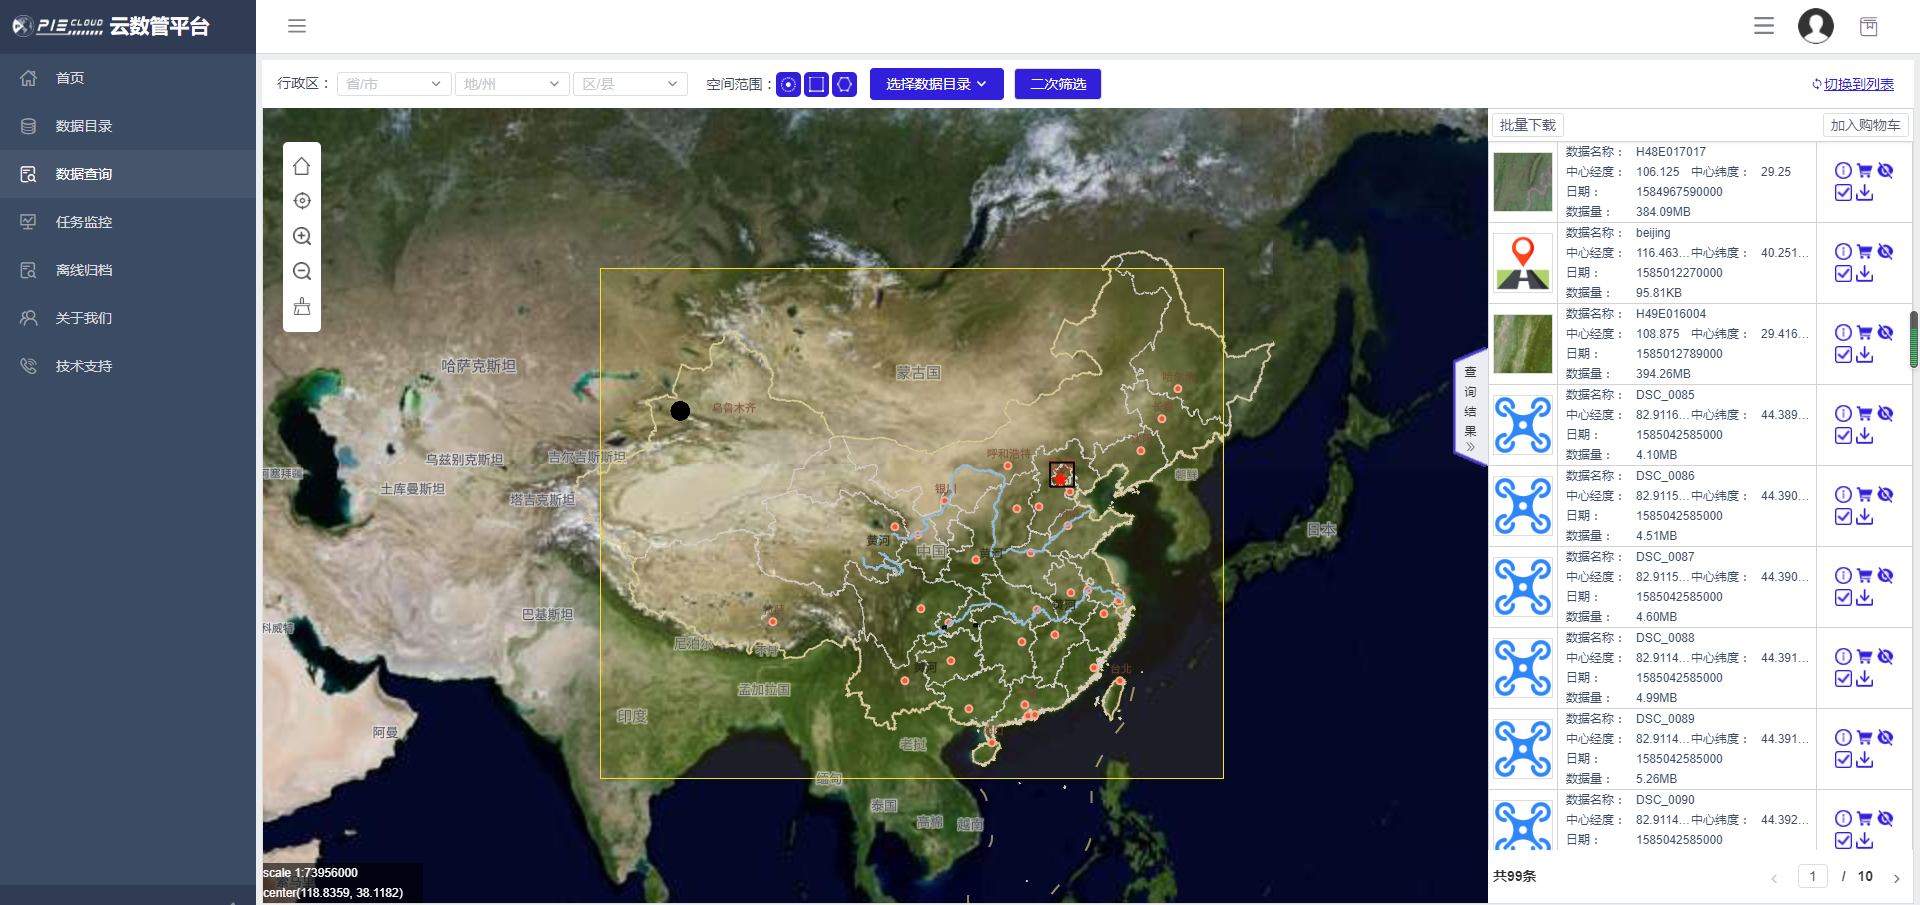 PIE CLOUD 云数管平台
首页
数据目录
数据查询
任务监控
离线归档
关于我们
技术支持
行政区： 省/市 地/州 区/县 空间范围： 选择数据目录 二次筛选 切换到列表
哈萨克斯坦
蒙古国
乌鲁木齐
乌兹别克斯坦
吉尔吉斯斯坦
阿塞拜疆
土库曼斯坦
塔吉克斯坦
呼和浩特
银川
朝鲜
日本
黄河
中国
巴基斯坦
科威特
尼泊尔
台北
孟加拉国
印度
阿曼
老挝
缅甸
泰国
高棉
越南
scale 1:73956000
center(118.8359, 38.1182)
查询结果
批量下载 加入购物车
数据名称： H48E017017
中心经度： 106.125 中心纬度： 29.25
日期： 1584967590000
数据量： 384.09MB
数据名称： beijing
中心经度： 116.463... 中心纬度： 40.251...
日期： 1585012270000
数据量： 95.81KB
数据名称： H49E016004
中心经度： 108.875 中心纬度： 29.416...
日期： 1585012789000
数据量： 394.26MB
数据名称： DSC_0085
中心经度： 82.9116... 中心纬度： 44.389...
日期： 1585042585000
数据量： 4.10MB
数据名称： DSC_0086
中心经度： 82.9115... 中心纬度： 44.390...
日期： 1585042585000
数据量： 4.51MB
数据名称： DSC_0087
中心经度： 82.9115... 中心纬度： 44.390...
日期： 1585042585000
数据量： 4.60MB
数据名称： DSC_0088
中心经度： 82.9114... 中心纬度： 44.391...
日期： 1585042585000
数据量： 4.99MB
数据名称： DSC_0089
中心经度： 82.9114... 中心纬度： 44.391...
日期： 1585042585000
数据量： 5.26MB
数据名称： DSC_0090
中心经度： 82.9114... 中心纬度： 44.392...
日期： 1585042585000
共99条 1 / 10